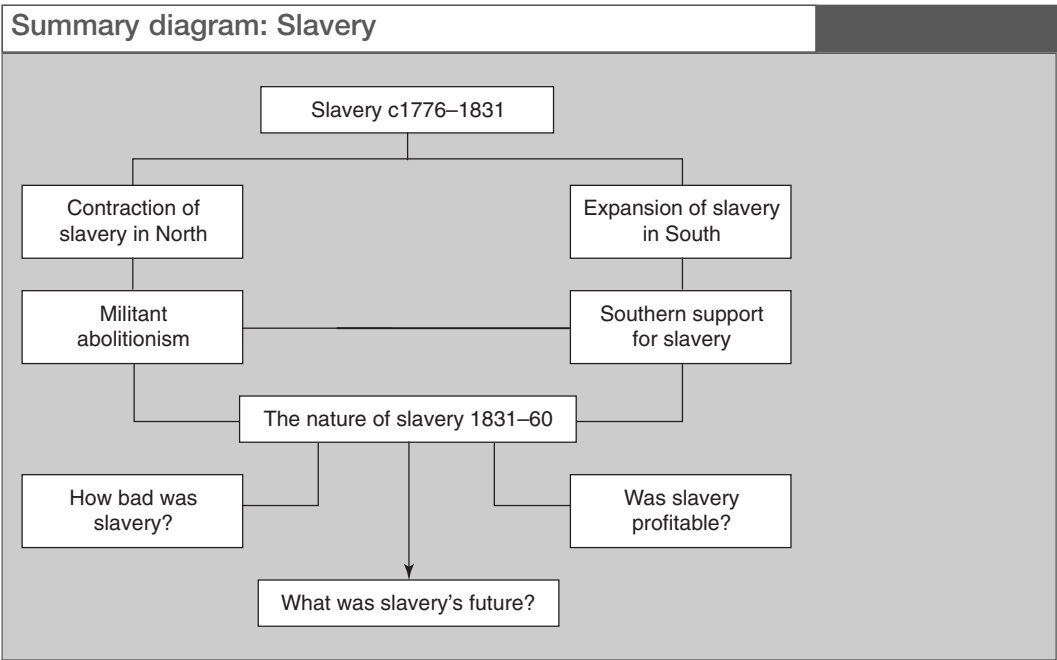 Summary diagram: Slavery
Slavery c1776–1831
Contraction of
slavery in North
Expansion of slavery
in South
Militant
abolitionism
Southern support
for slavery
The nature of slavery 1831–60
How bad was
slavery?
Was slavery
profitable?
What was slavery’s future?